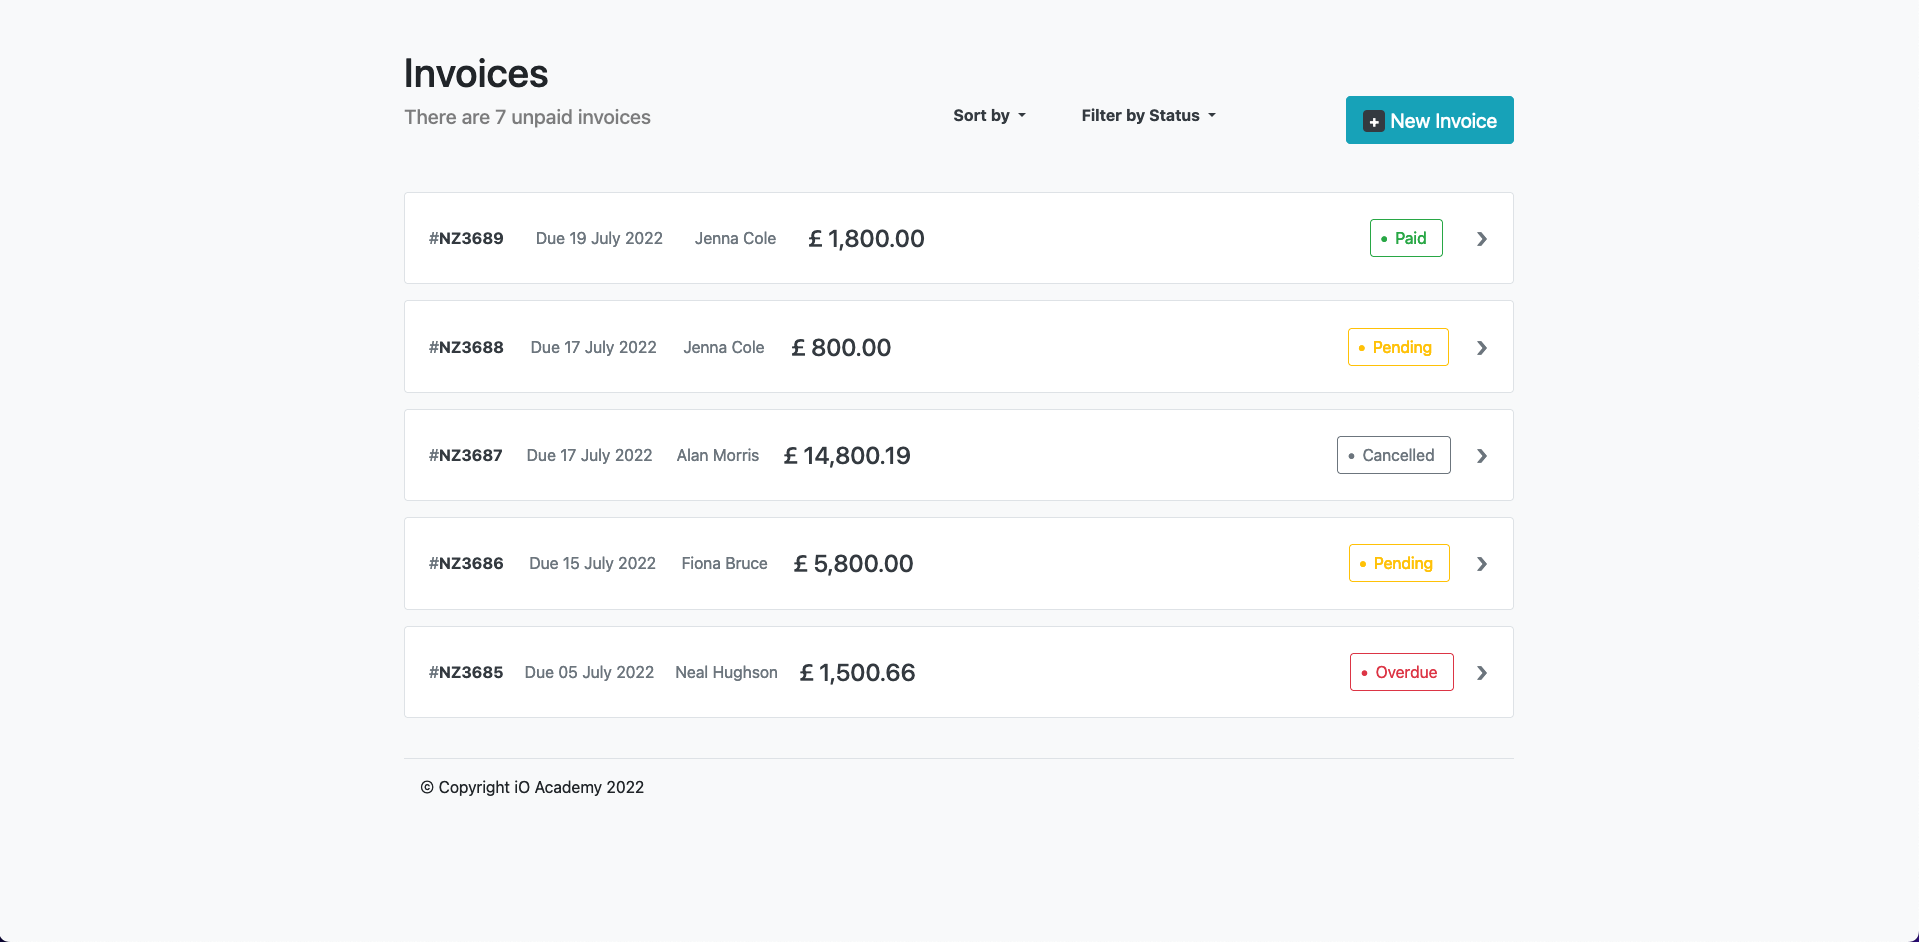 Invoices
There are 7 unpaid invoices
Sort by
Filter by Status
New Invoice
#NZ3689 Due 19 July 2022 Jenna Cole £ 1,800.00 Paid
#NZ3688 Due 17 July 2022 Jenna Cole £ 800.00 Pending
#NZ3687 Due 17 July 2022 Alan Morris £ 14,800.19 Cancelled
#NZ3686 Due 15 July 2022 Fiona Bruce £ 5,800.00 Pending
#NZ3685 Due 05 July 2022 Neal Hughson £ 1,500.66 Overdue
© Copyright iO Academy 2022